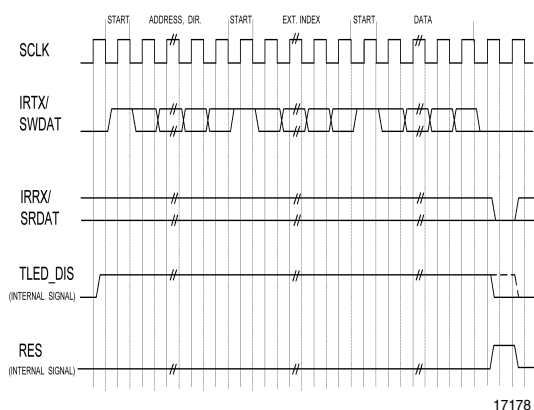 START ADDRESS, DIR. START EXT. INDEX START DATA
SCLK
IRTX/
SWDAT
IRRX/
SRDAT
TLED_DIS
(INTERNAL SIGNAL)
RES
(INTERNAL SIGNAL)
17178